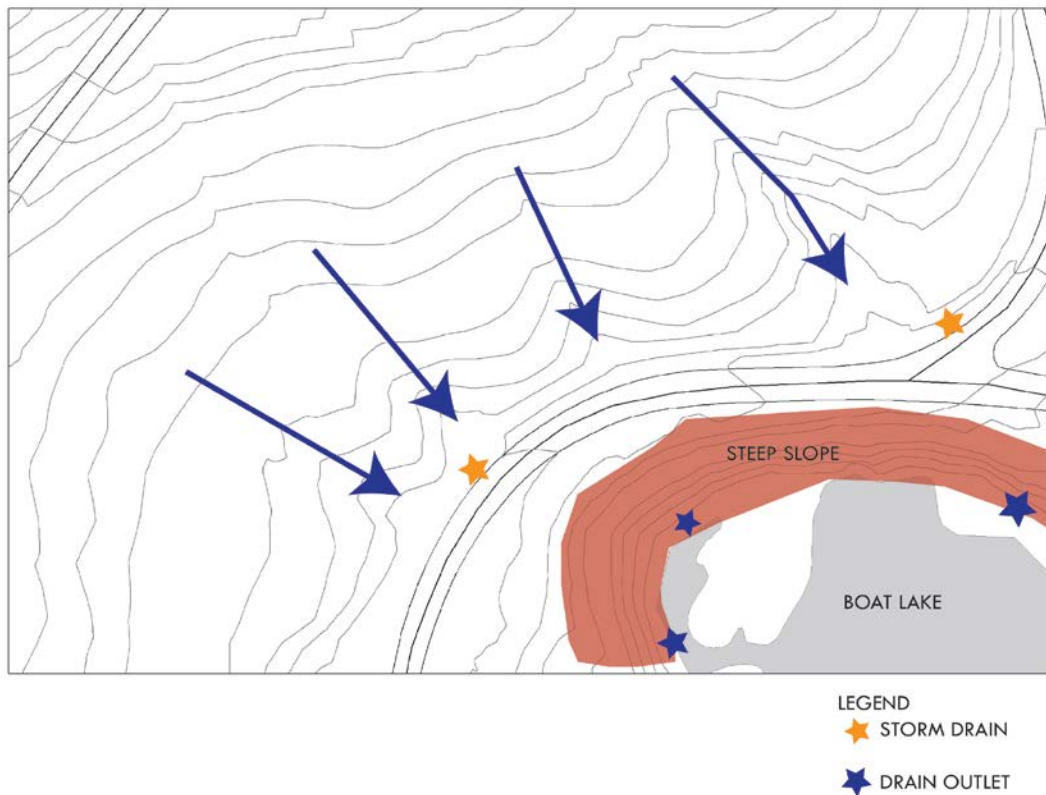 STEEP SLOPE
BOAT LAKE
LEGEND
STORM DRAIN
DRAIN OUTLET